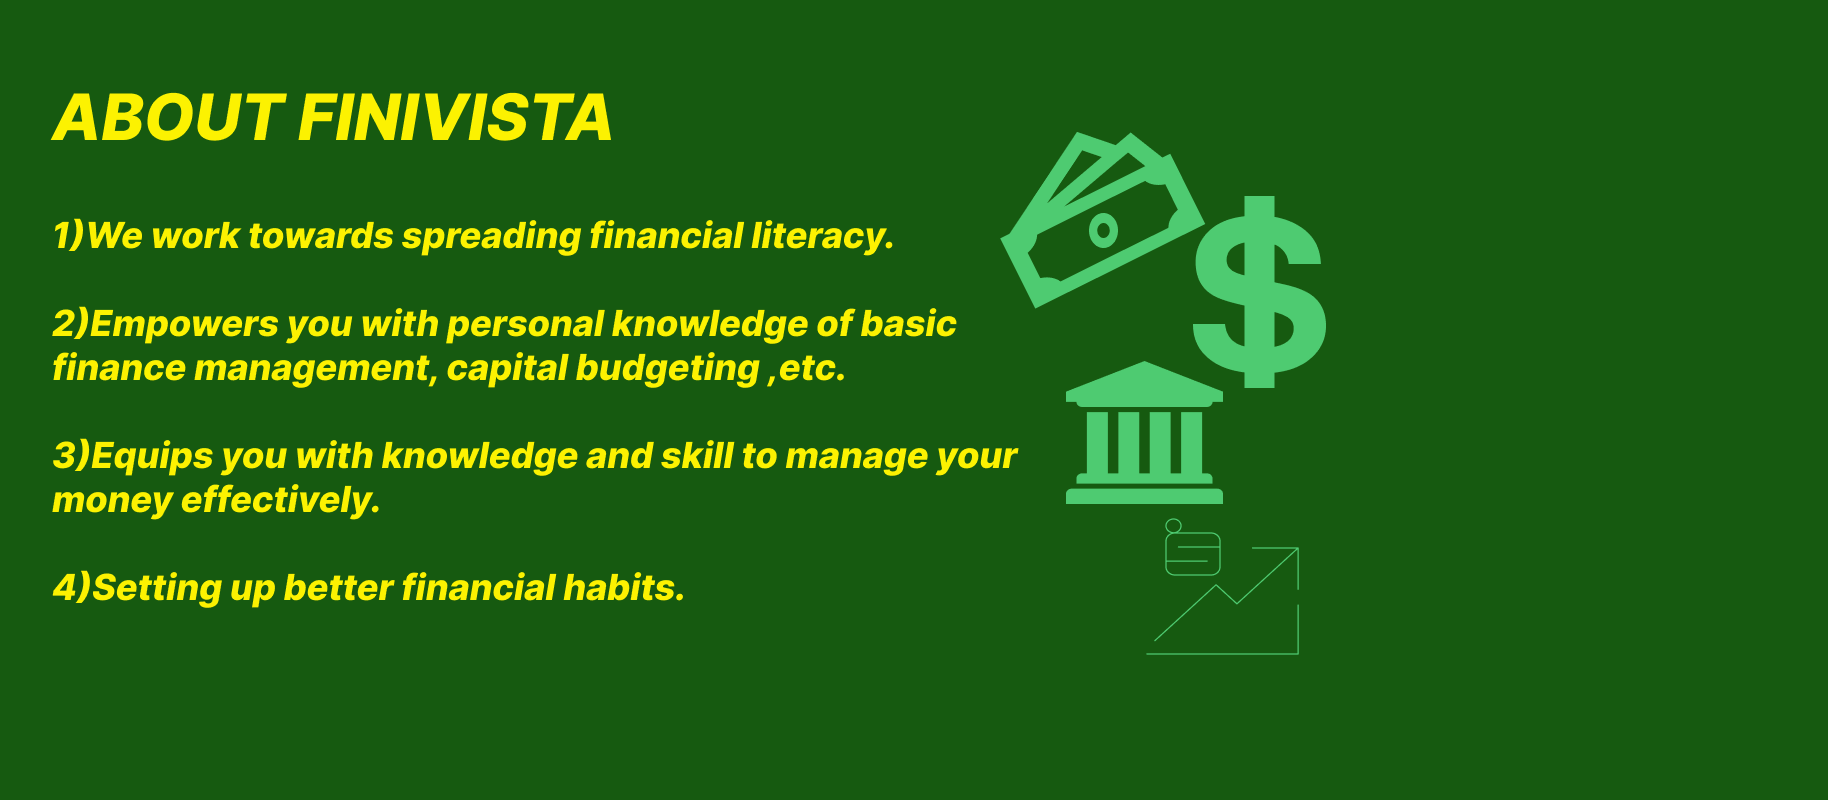 ABOUT FINIVISTA
1)We work towards spreading financial literacy.
2)Empowers you with personal knowledge of basic
finance management, capital budgeting ,etc.
3)Equips you with knowledge and skill to manage your
money effectively.
4)Setting up better financial habits.
$